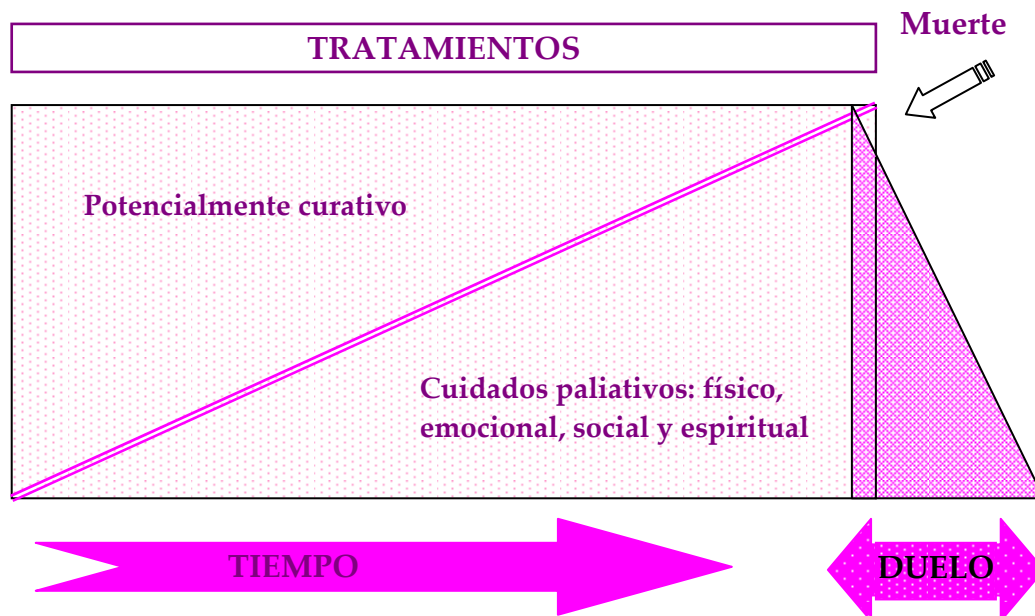 Muerte
TRATAMIENTOS
Potencialmente curativo
Cuidados paliativos: físico,
emocional, social y espiritual
TIEMPO
DUELO